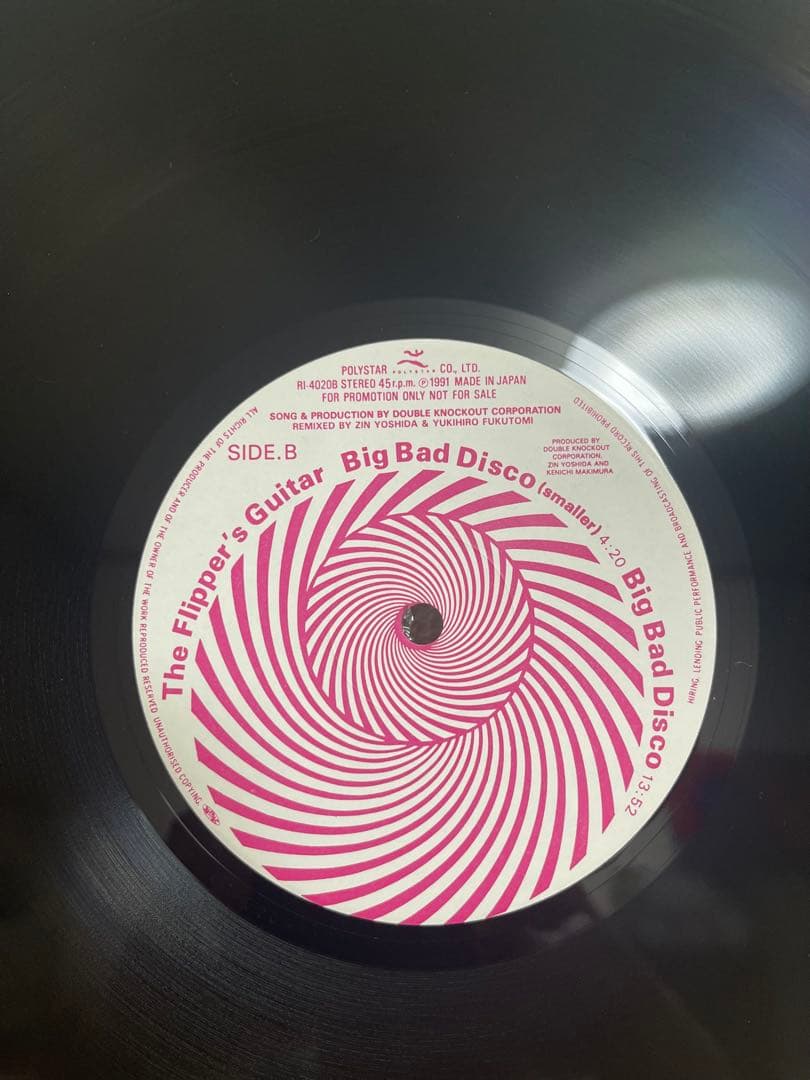 POLYSTAR POLYSTAR CO., LTD.
RI-4020B STEREO 45r.p.m. Ⓟ1991 MADE IN JAPAN
FOR PROMOTION ONLY NOT FOR SALE
SONG & PRODUCTION BY DOUBLE KNOCKOUT CORPORATION
REMIXED BY ZIN YOSHIDA & YUKIHIRO FUKUTOMI
SIDE.B
PRODUCED BY
DOUBLE KNOCKOUT
CORPORATION,
ZIN YOSHIDA AND
KENICHI MAKIMURA
The Flipper's Guitar Big Bad Disco (smaller) 4:20 Big Bad Disco 13:52
ALL RIGHTS OF THE PRODUCER AND OF THE OWNER OF THE WORK REPRODUCED RESERVED UNAUTHORISED COPYING,
HIRING LENDING PUBLIC PERFORMANCE AND BROADCASTING OF THIS RECORD PROHIBITED